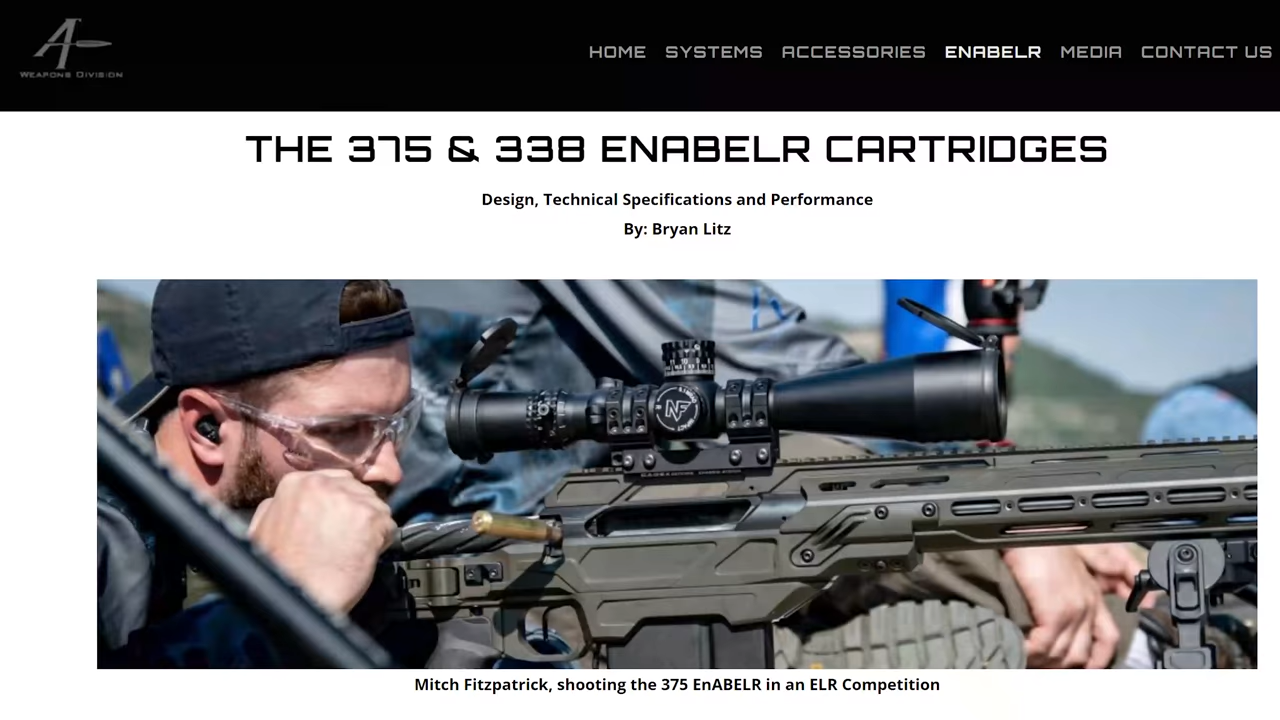 WEAPONS DIVISION
HOME SYSTEMS ACCESSORIES ENABELR MEDIA CONTACT US
THE 375 & 338 ENABELR CARTRIDGES
Design, Technical Specifications and Performance
By: Bryan Litz
NF
Mitch Fitzpatrick, shooting the 375 EnABELR in an ELR Competition